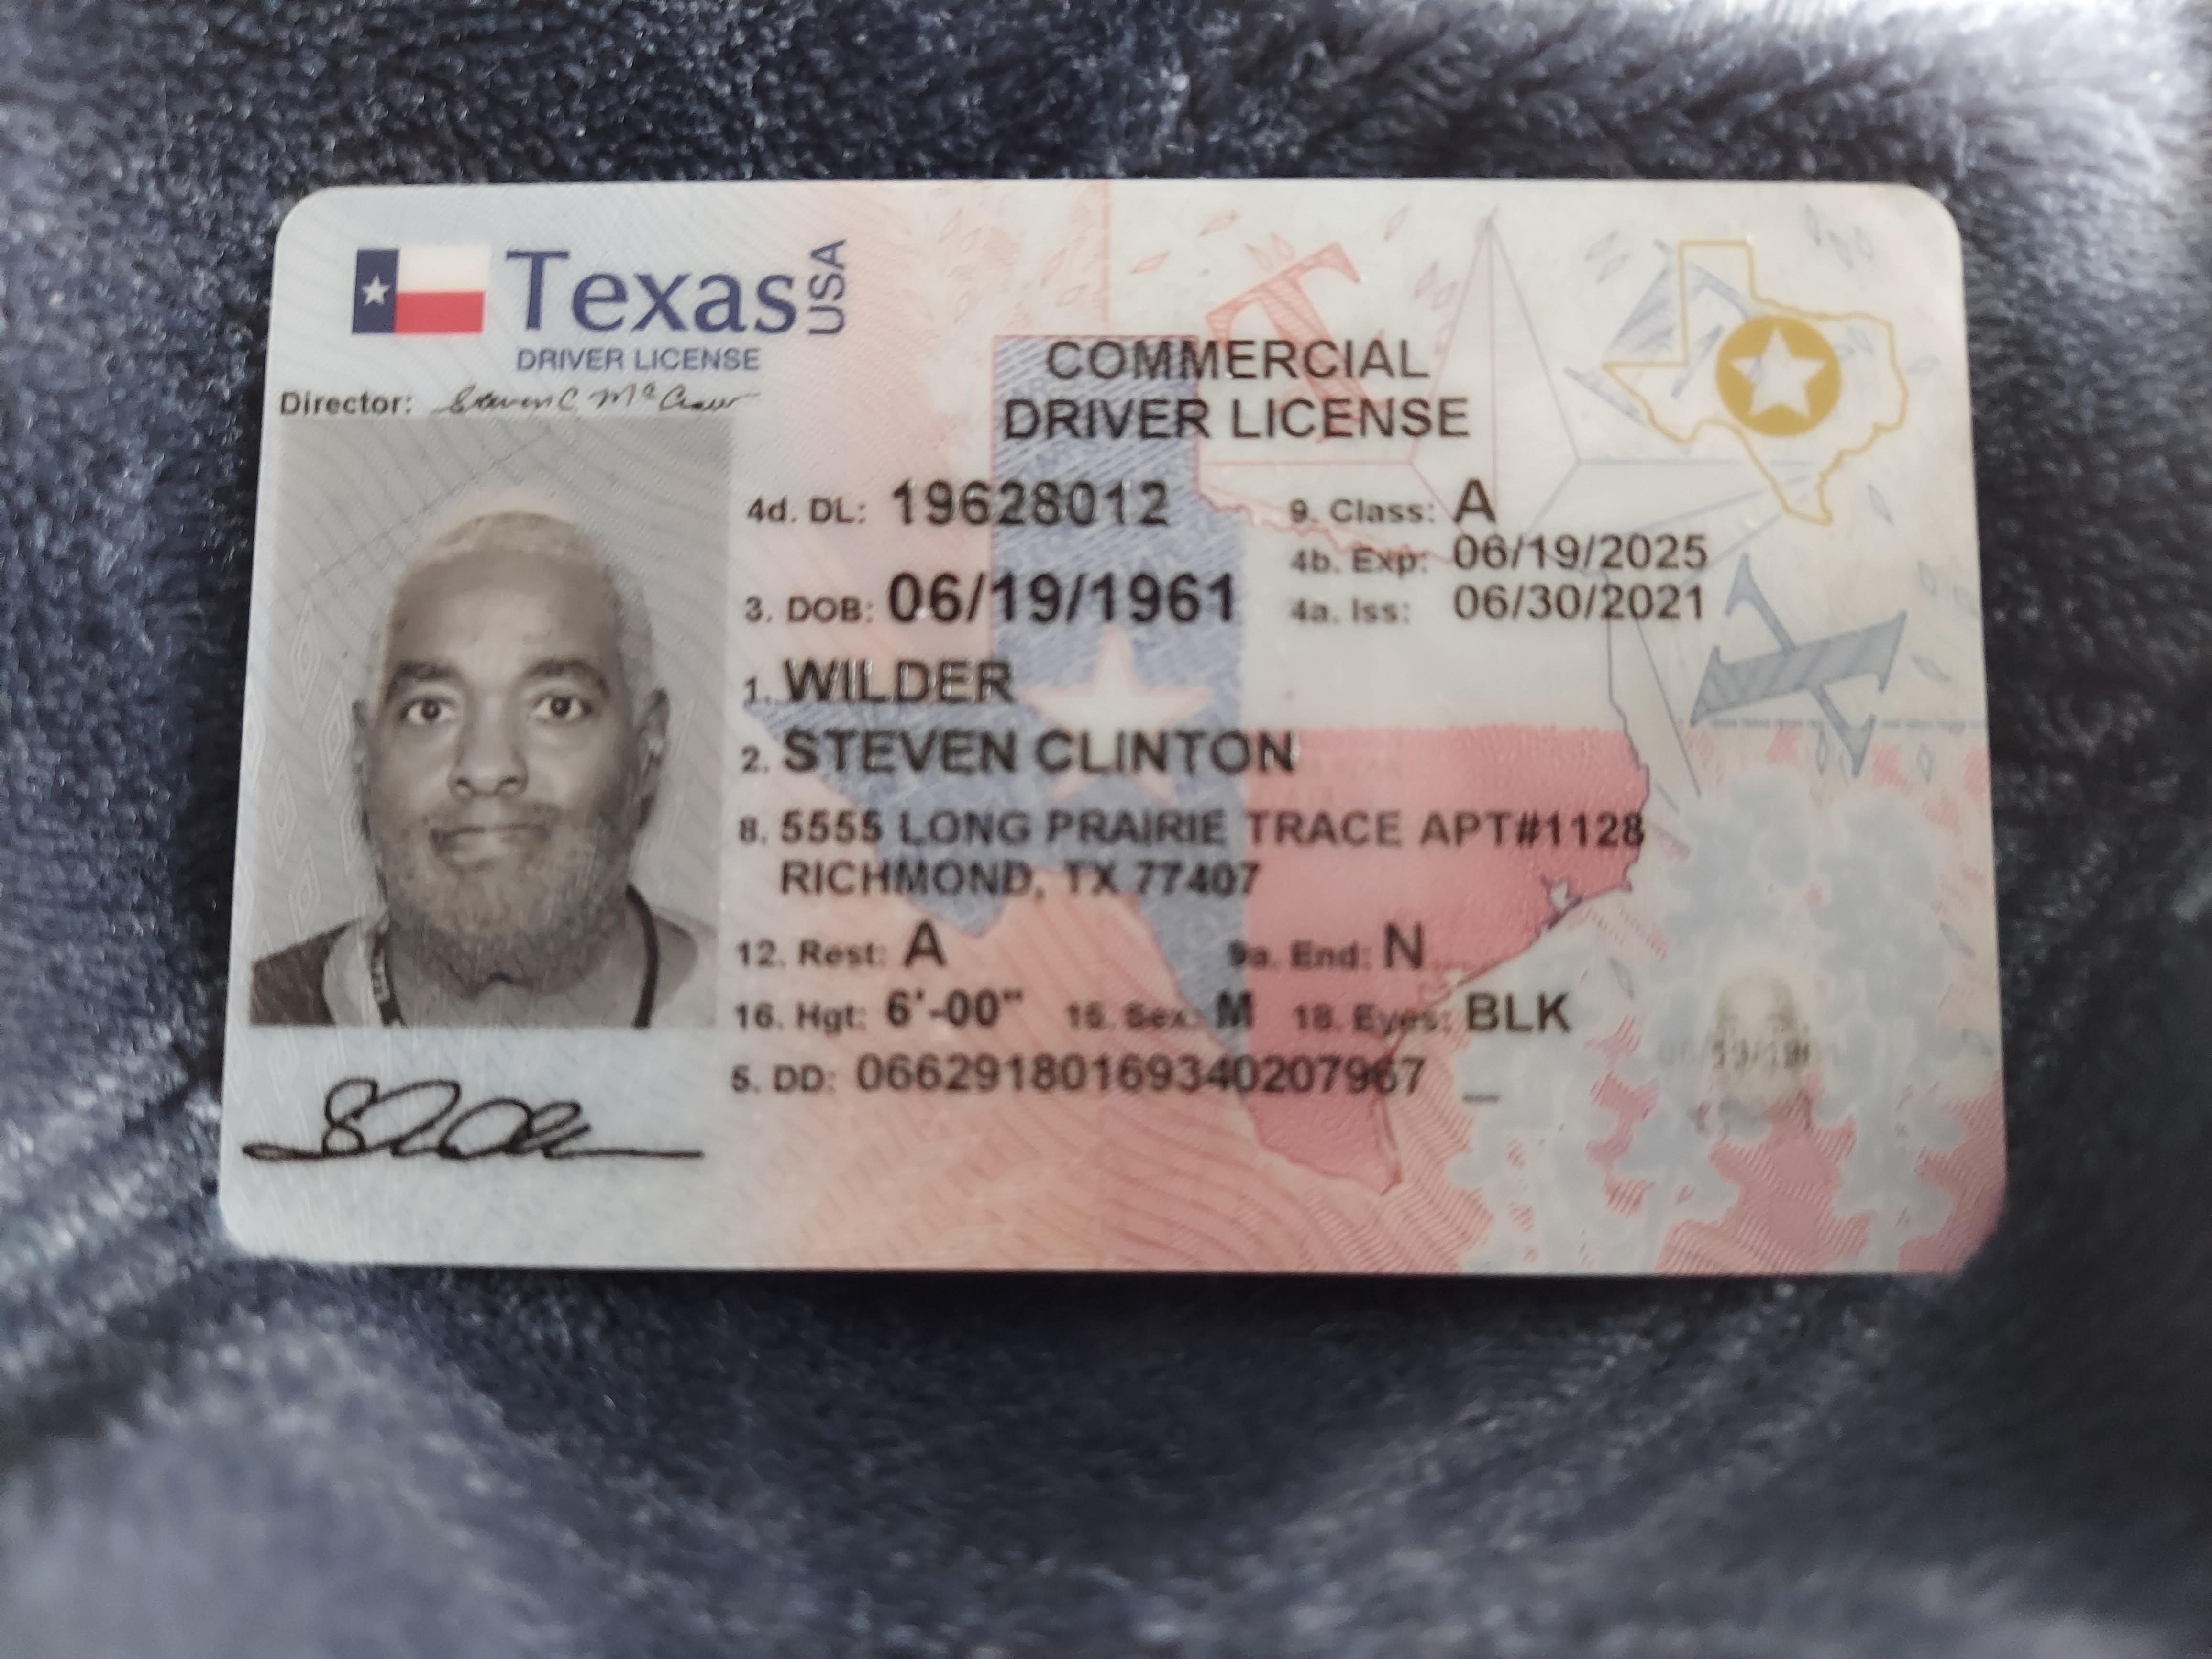 Texas USA
DRIVER LICENSE
Director: Steven C McCraw
COMMERCIAL
DRIVER LICENSE
4d. DL: 19628012 9. Class: A
4b. Exp: 06/19/2025
3. DOB: 06/19/1961 4a. Iss: 06/30/2021
1. WILDER
2. STEVEN CLINTON
8. 5555 LONG PRAIRIE TRACE APT#1128
RICHMOND, TX 77407
12. Rest: A 9a. End: N
16. Hgt: 6'-00" 15. Sex: M 18. Eyes: BLK
5. DD: 06629180169340207967